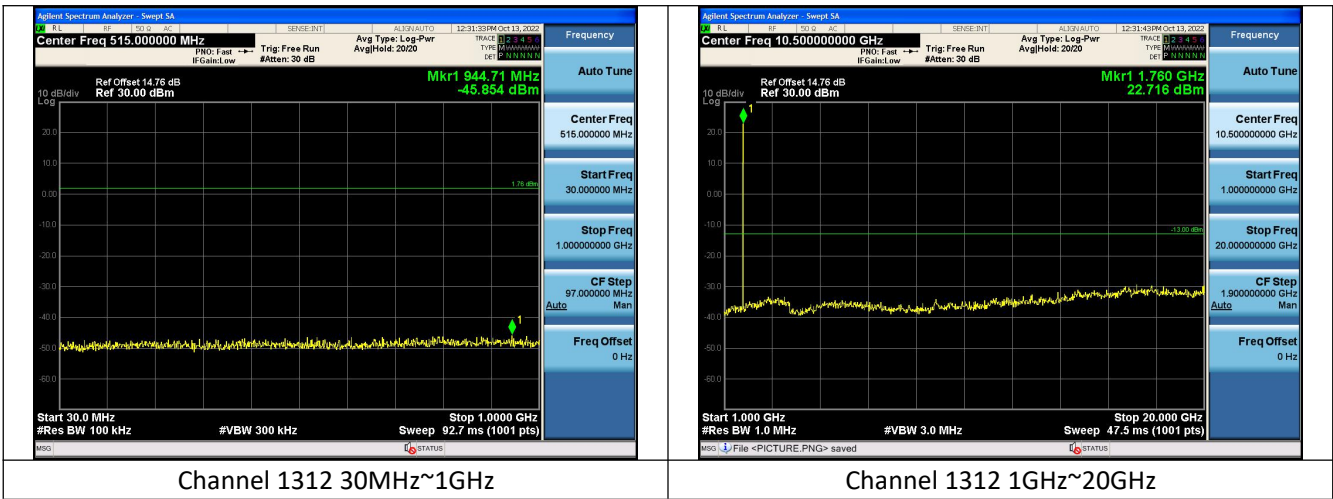 Agilent Spectrum Analyzer - Swept SA
RL RF 50 Ω AC SENSE:INT ALIGNAUTO 12:31:33PM Oct 13, 2022
Center Freq 515.000000 MHz
PNO: Fast
IFGain:Low
Trig: Free Run
#Atten: 30 dB
Avg Type: Log-Pwr
Avg|Hold: 20/20
TRACE 1 2 3 4 5 6
TYPE M
DET P N N N N N
Ref Offset 14.76 dB
Ref 30.00 dBm
10 dB/div
Log
Mkr1 944.71 MHz
-45.854 dBm
1
20.0
10.0
1.76 dBm
0.00
-10.0
-20.0
-30.0
-40.0
1
-50.0
-60.0
Start 30.0 MHz Stop 1.0000 GHz
#Res BW 100 kHz #VBW 300 kHz Sweep 92.7 ms (1001 pts)
MSG STATUS
Frequency
Auto Tune
Center Freq
515.000000 MHz
Start Freq
30.000000 MHz
Stop Freq
1.000000000 GHz
CF Step
97.000000 MHz
Auto Man
Freq Offset
0 Hz
Channel 1312 30MHz~1GHz
Agilent Spectrum Analyzer - Swept SA
RL RF 50 Ω AC SENSE:INT ALIGNAUTO 12:31:54PM Oct 13, 2022
Center Freq 10.500000000 GHz
PNO: Fast
IFGain:Low
Trig: Free Run
#Atten: 30 dB
Avg Type: Log-Pwr
Avg|Hold: 20/20
TRACE 1 2 3 4 5 6
TYPE M
DET P N N N N N
Ref Offset 14.76 dB
Ref 30.00 dBm
10 dB/div
Log
Mkr1 1.760 GHz
22.716 dBm
1
20.0
10.0
0.00
-10.0
-13.00 dBm
-20.0
-30.0
-40.0
-50.0
-60.0
Start 1.000 GHz Stop 20.000 GHz
#Res BW 1.0 MHz #VBW 3.0 MHz Sweep 47.5 ms (1001 pts)
MSG File <PICTURE.PNG> saved STATUS
Frequency
Auto Tune
Center Freq
10.500000000 GHz
Start Freq
1.000000000 GHz
Stop Freq
20.000000000 GHz
CF Step
1.900000000 GHz
Auto Man
Freq Offset
0 Hz
Channel 1312 1GHz~20GHz